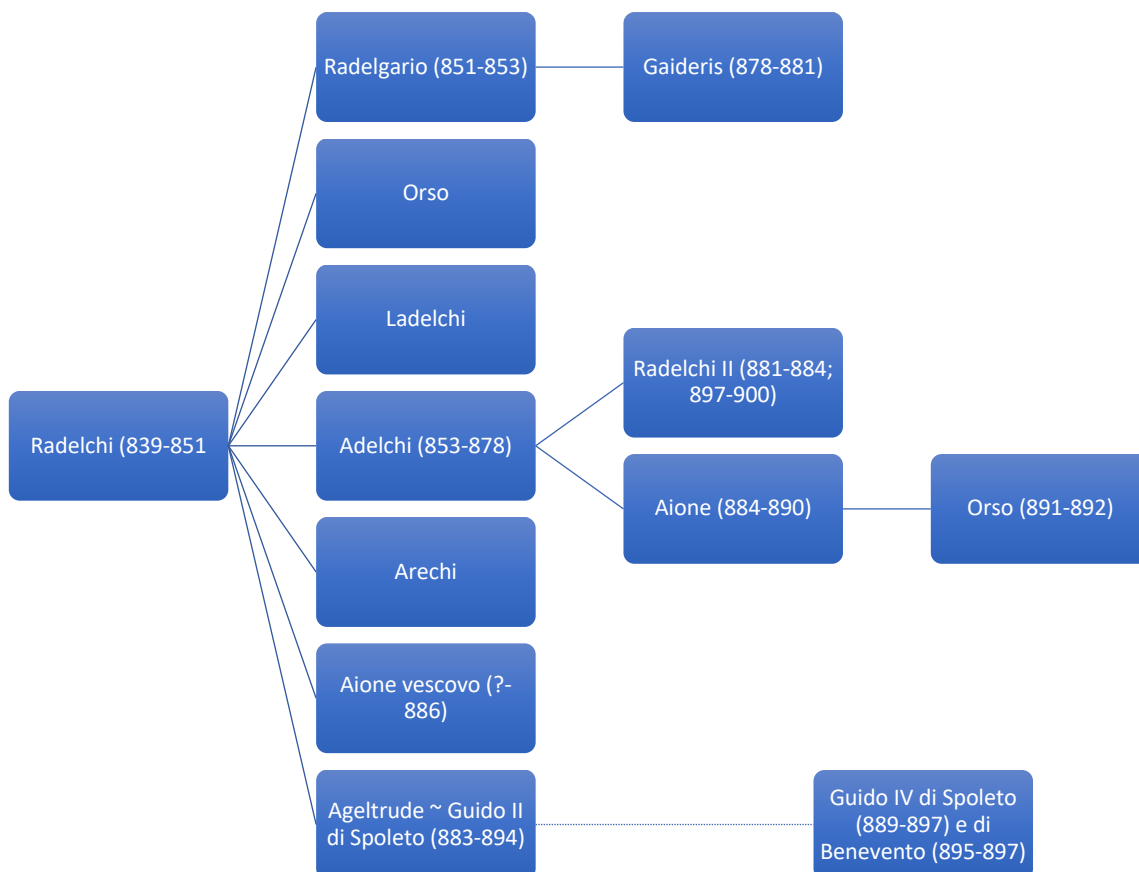 Radelgario (851-853)
Gaideris (878-881)
Orso
Ladelchi
Radelchi II (881-884;
897-900)
Radelchi (839-851
Adelchi (853-878)
Aione (884-890)
Orso (891-892)
Arechi
Aione vescovo (?-
886)
Ageltrude ~ Guido II
di Spoleto (883-894)
Guido IV di Spoleto
(889-897) e di
Benevento (895-897)